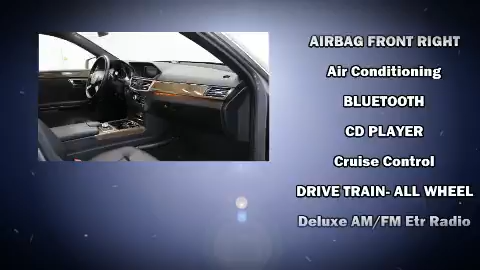 AIRBAG FRONT RIGHT
Air Conditioning
BLUETOOTH
CD PLAYER
Cruise Control
DRIVE TRAIN- ALL WHEEL
Deluxe AM/FM Etr Radio